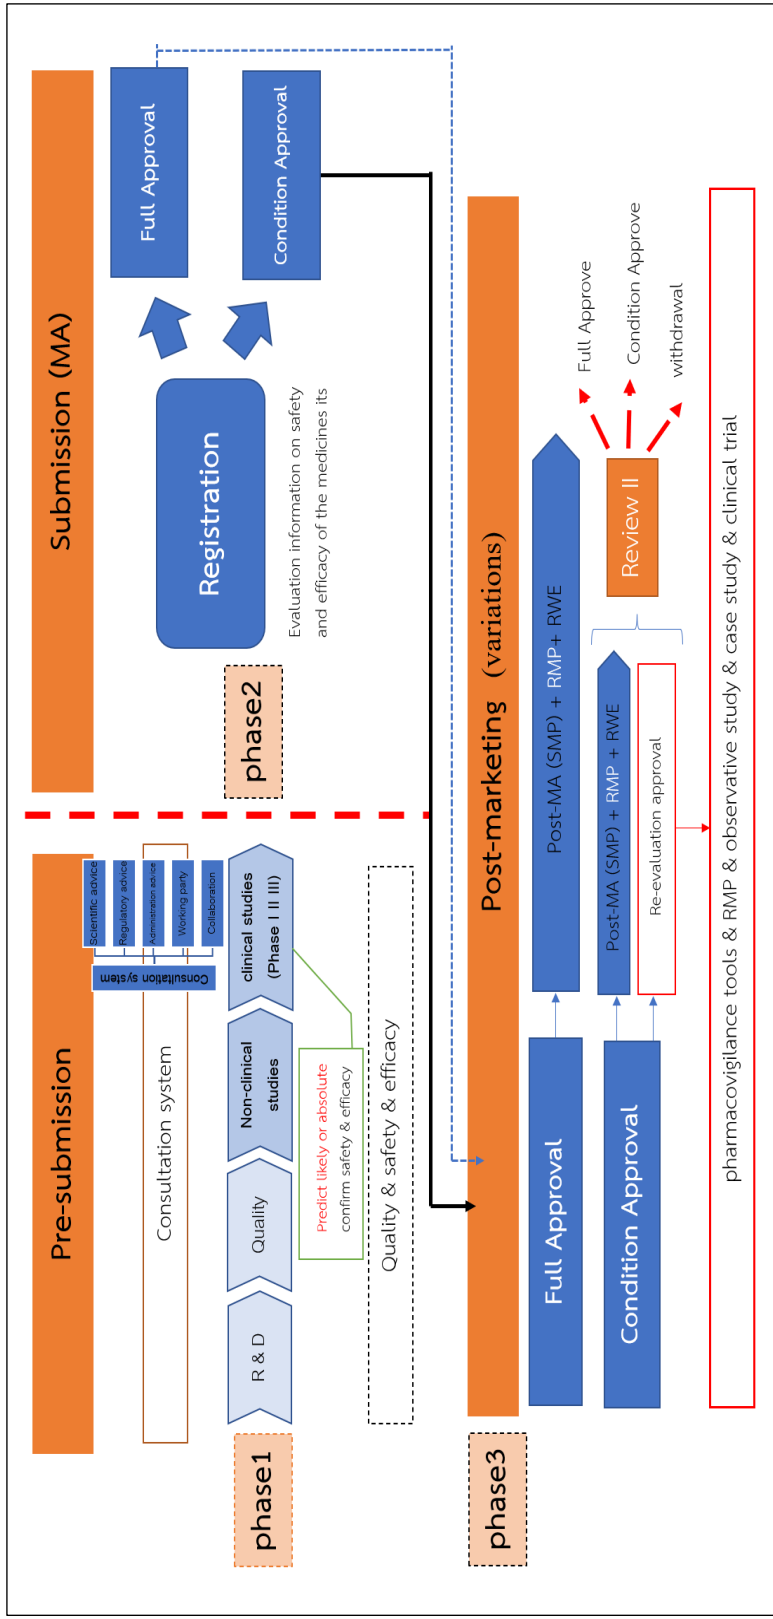 Pre-submission
Consultation system
Consultation system
Scientific advice
Regulatory advice
Administration advice
Working party
Collaboration
phase1
R & D
Quality
Non-clinical
studies
clinical studies
(Phase I II III)
Predict likely or absolute
confirm safety & efficacy
Quality & safety & efficacy
Submission (MA)
phase2
Registration
Evaluation information on safety
and efficacy of the medicines its
Full Approval
Condition Approval
phase3
Post-marketing (variations)
Full Approval
Post-MA (SMP) + RMP+ RWE
Condition Approval
Post-MA (SMP) + RMP + RWE
Re-evaluation approval
Review II
Full Approve
Condition Approve
withdrawal
pharmacovigilance tools & RMP & observative study & case study & clinical trial